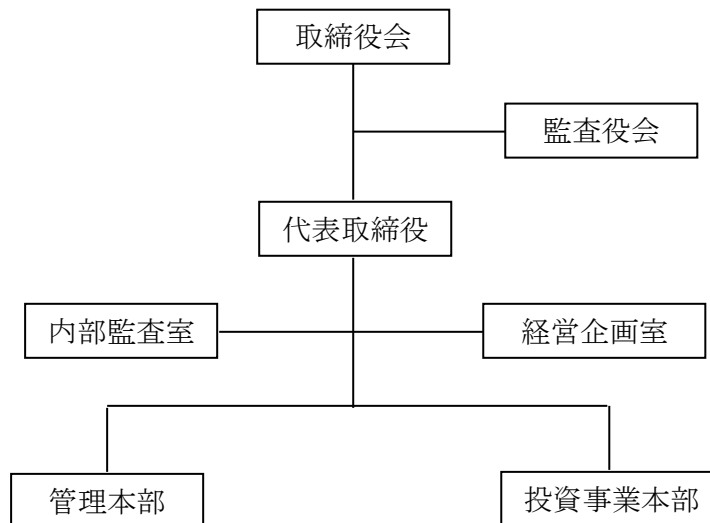 取締役会
監査役会
代表取締役
内部監査室
経営企画室
管理本部
投資事業本部